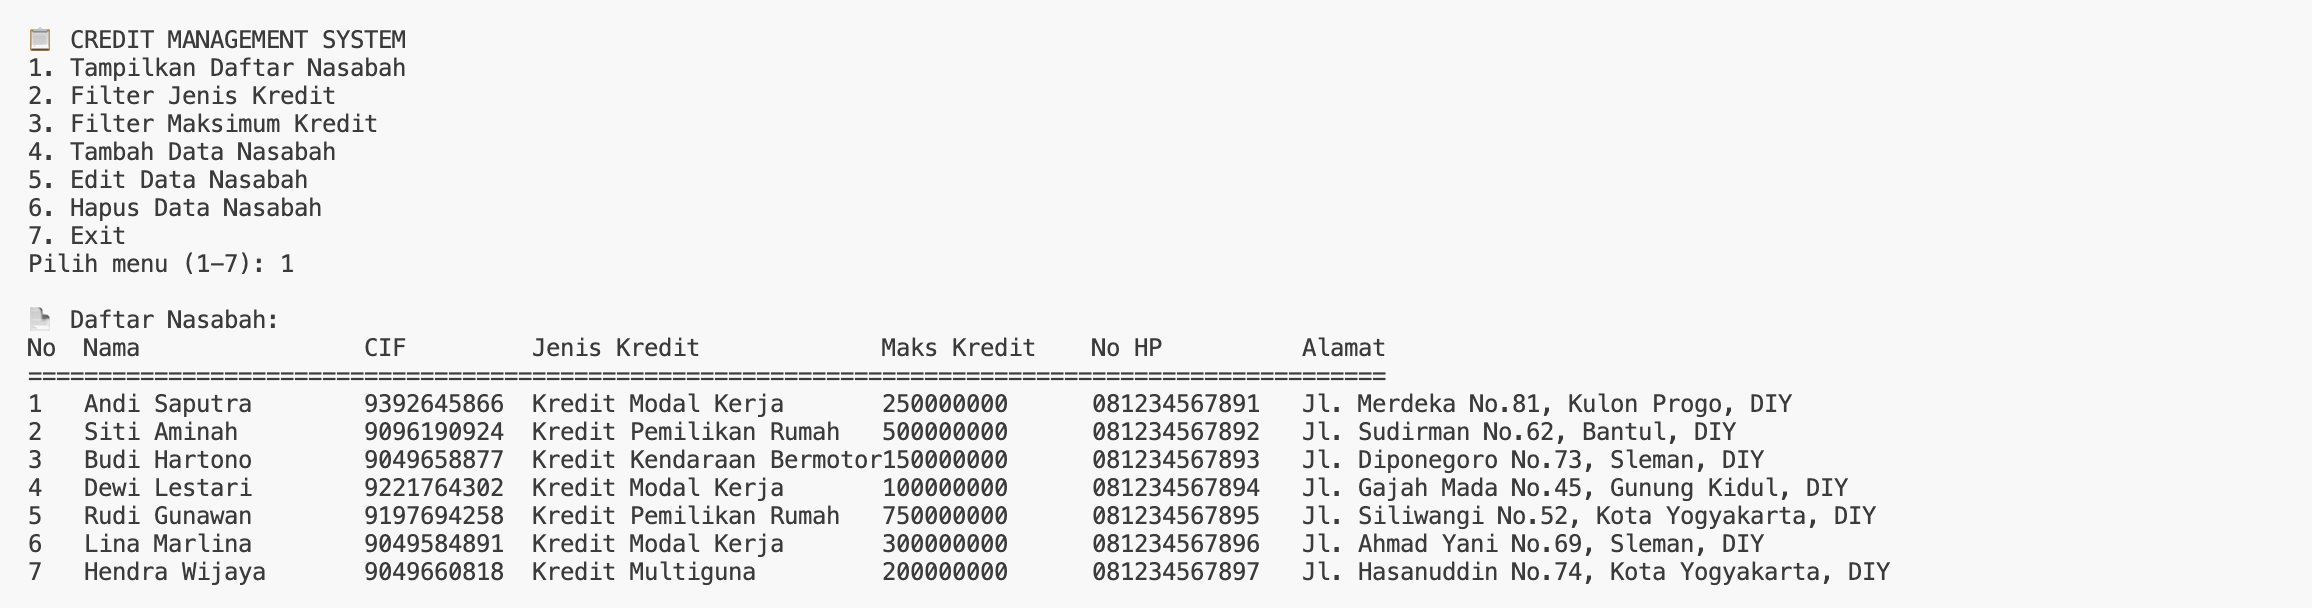 📋 CREDIT MANAGEMENT SYSTEM
1. Tampilkan Daftar Nasabah
2. Filter Jenis Kredit
3. Filter Maksimum Kredit
4. Tambah Data Nasabah
5. Edit Data Nasabah
6. Hapus Data Nasabah
7. Exit
Pilih menu (1–7): 1
📄 Daftar Nasabah:
No  Nama                CIF         Jenis Kredit             Maks Kredit    No HP          Alamat
=================================================================================================
1   Andi Saputra        9392645866  Kredit Modal Kerja       250000000      081234567891   Jl. Merdeka No.81, Kulon Progo, DIY
2   Siti Aminah         9096190924  Kredit Pemilikan Rumah   500000000      081234567892   Jl. Sudirman No.62, Bantul, DIY
3   Budi Hartono        9049658877  Kredit Kendaraan Bermotor150000000      081234567893   Jl. Diponegoro No.73, Sleman, DIY
4   Dewi Lestari        9221764302  Kredit Modal Kerja       100000000      081234567894   Jl. Gajah Mada No.45, Gunung Kidul, DIY
5   Rudi Gunawan        9197694258  Kredit Pemilikan Rumah   750000000      081234567895   Jl. Siliwangi No.52, Kota Yogyakarta, DIY
6   Lina Marlina        9049584891  Kredit Modal Kerja       300000000      081234567896   Jl. Ahmad Yani No.69, Sleman, DIY
7   Hendra Wijaya       9049660818  Kredit Multiguna         200000000      081234567897   Jl. Hasanuddin No.74, Kota Yogyakarta, DIY